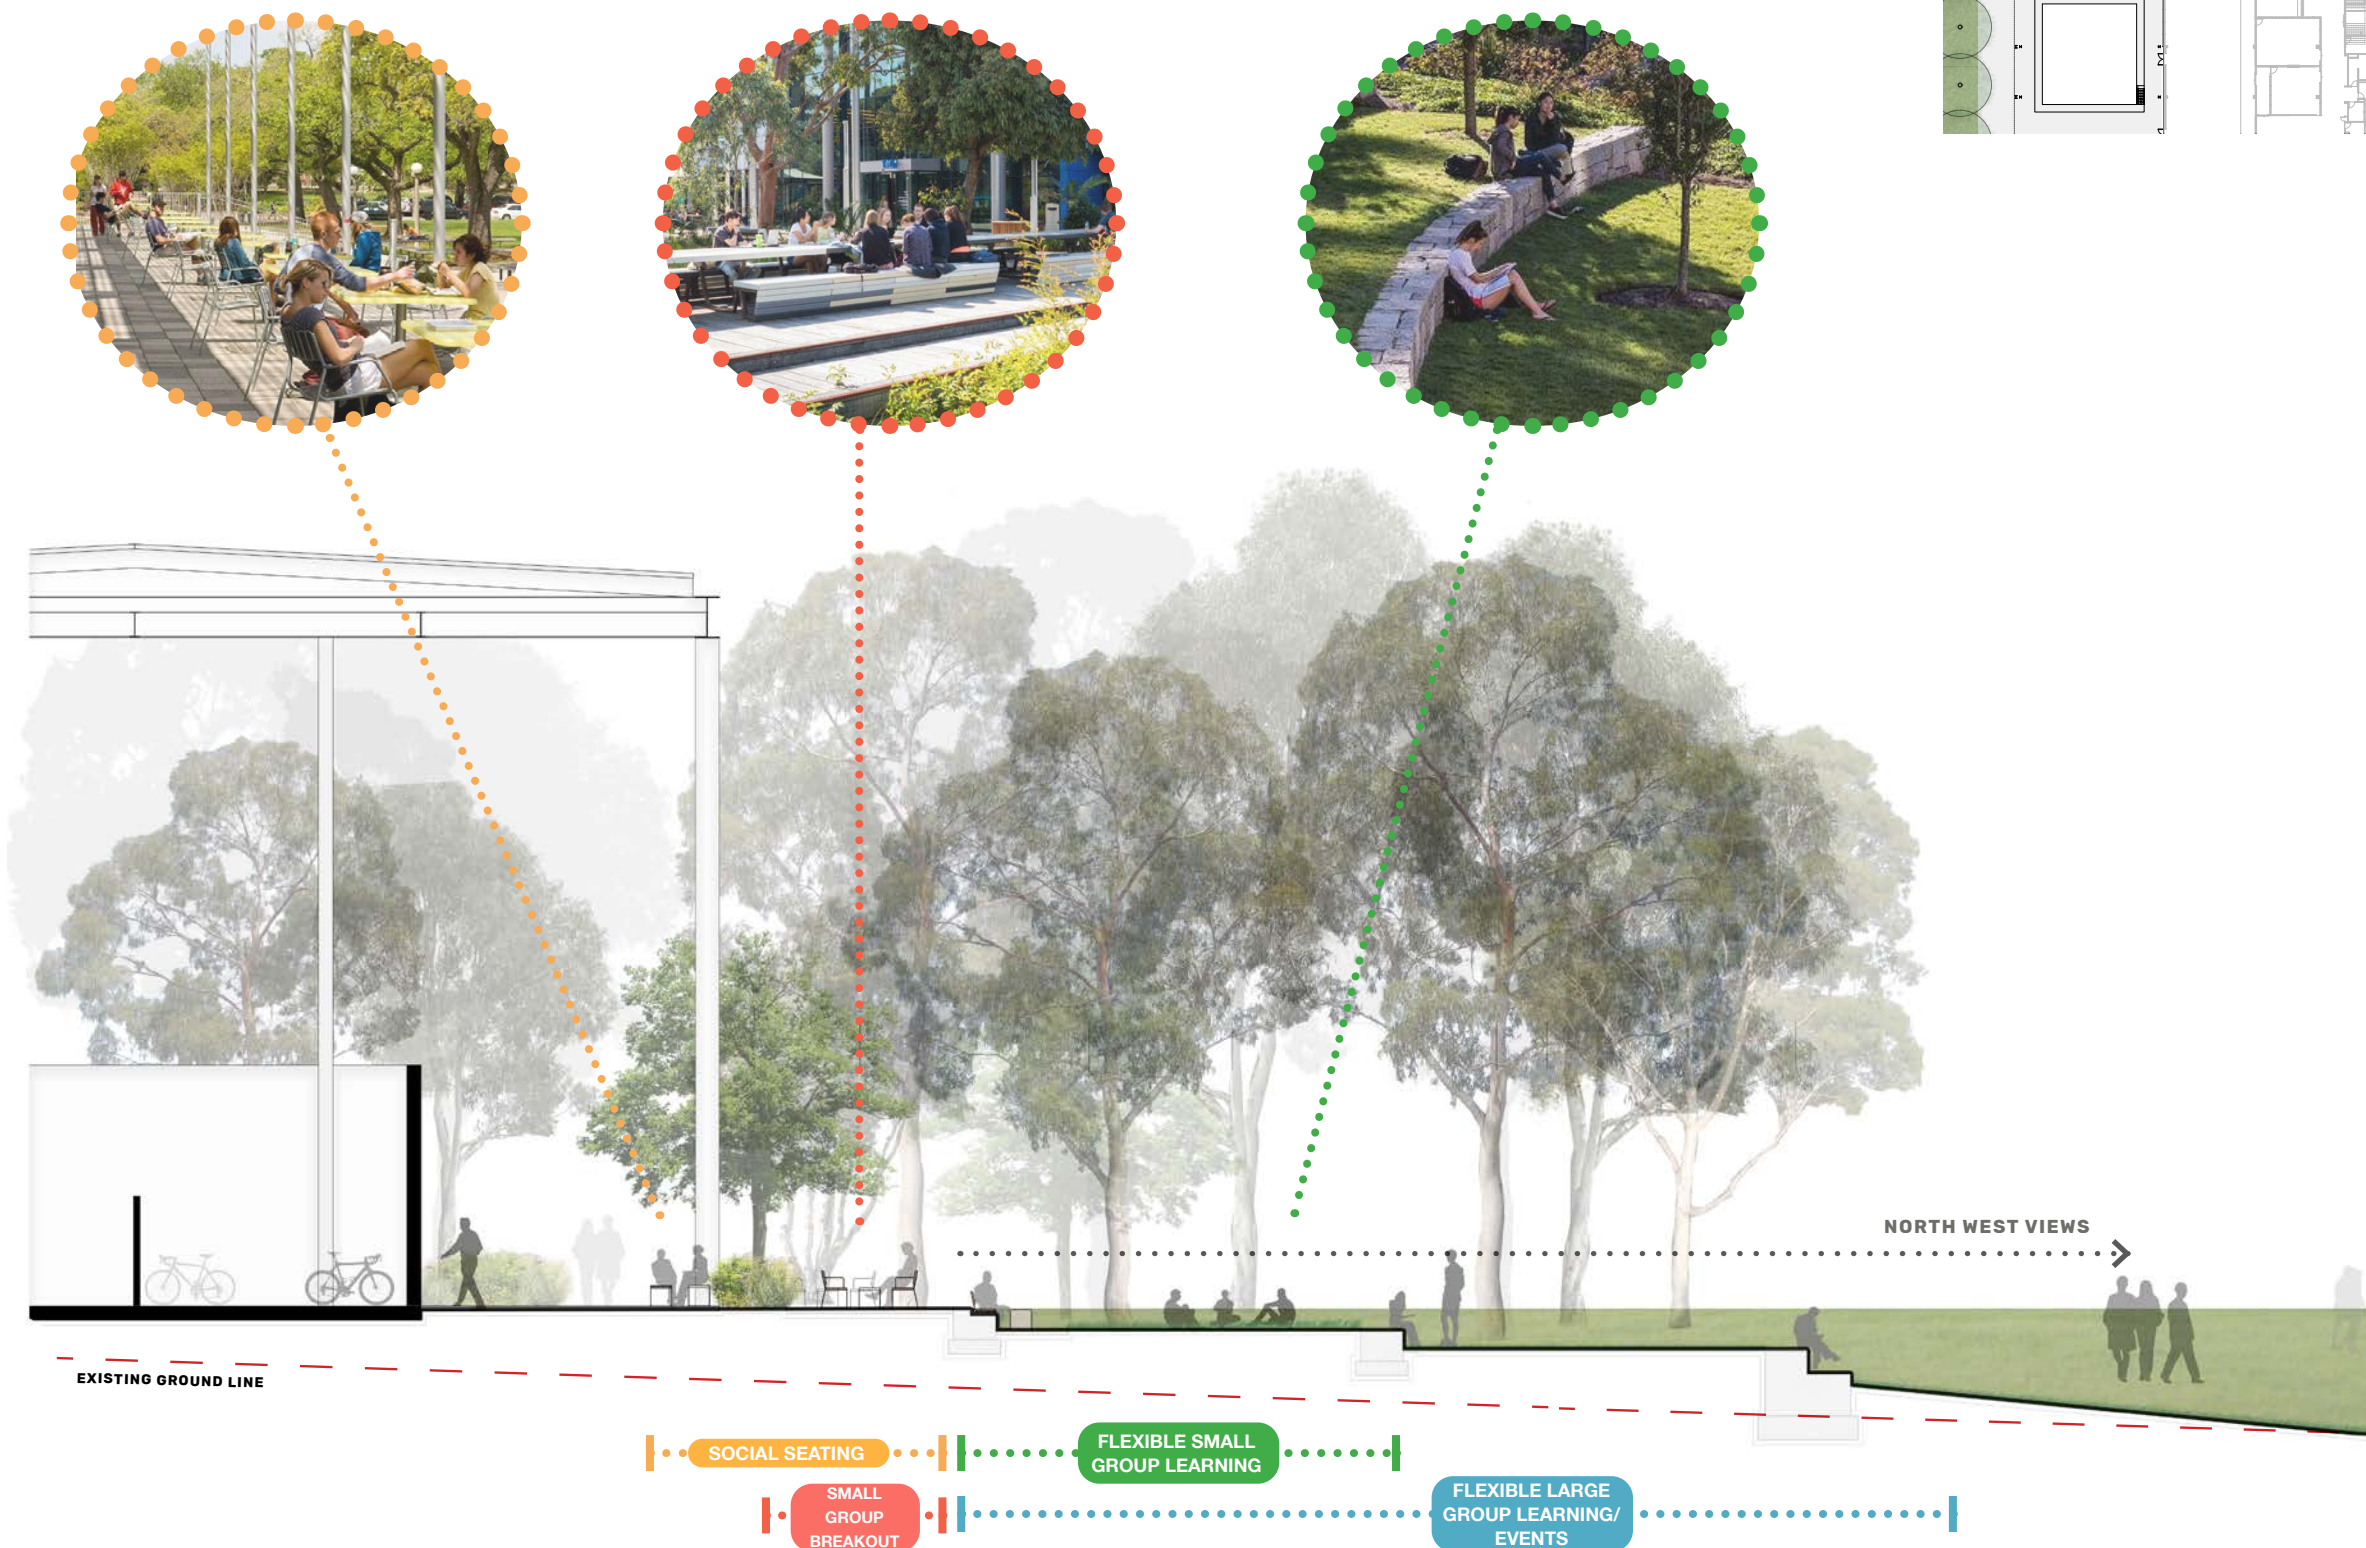 NORTH WEST VIEWS
EXISTING GROUND LINE
SOCIAL SEATING
FLEXIBLE SMALL
GROUP LEARNING
SMALL
GROUP
BREAKOUT
FLEXIBLE LARGE
GROUP LEARNING/
EVENTS